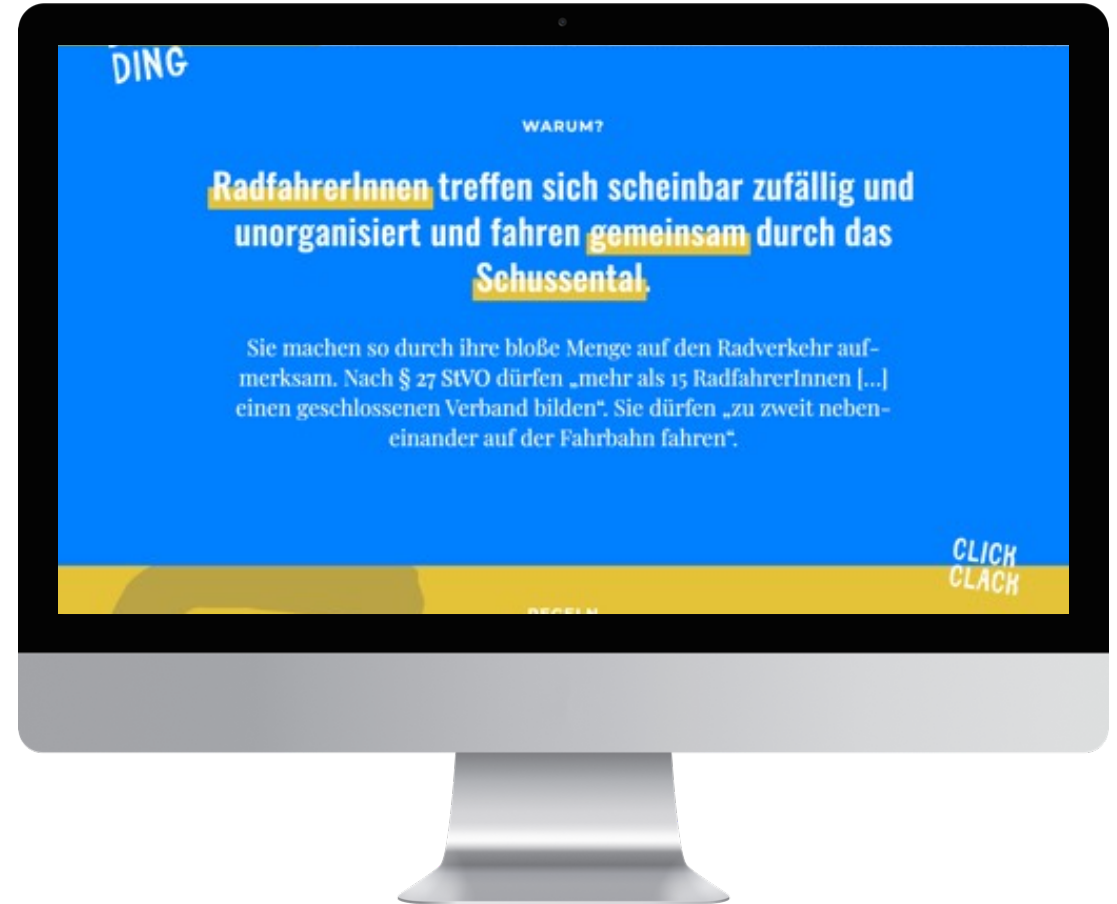 DING
WARUM?
RadfahrerInnen treffen sich scheinbar zufällig und
unorganisiert und fahren gemeinsam durch das
Schussental.
Sie machen so durch ihre bloße Menge auf den Radverkehr auf-
merksam. Nach § 27 StVO dürfen „mehr als 15 RadfahrerInnen [...]
einen geschlossenen Verband bilden“. Sie dürfen „zu zweit neben-
einander auf der Fahrbahn fahren“.
CLICK
CLACK
REGELN